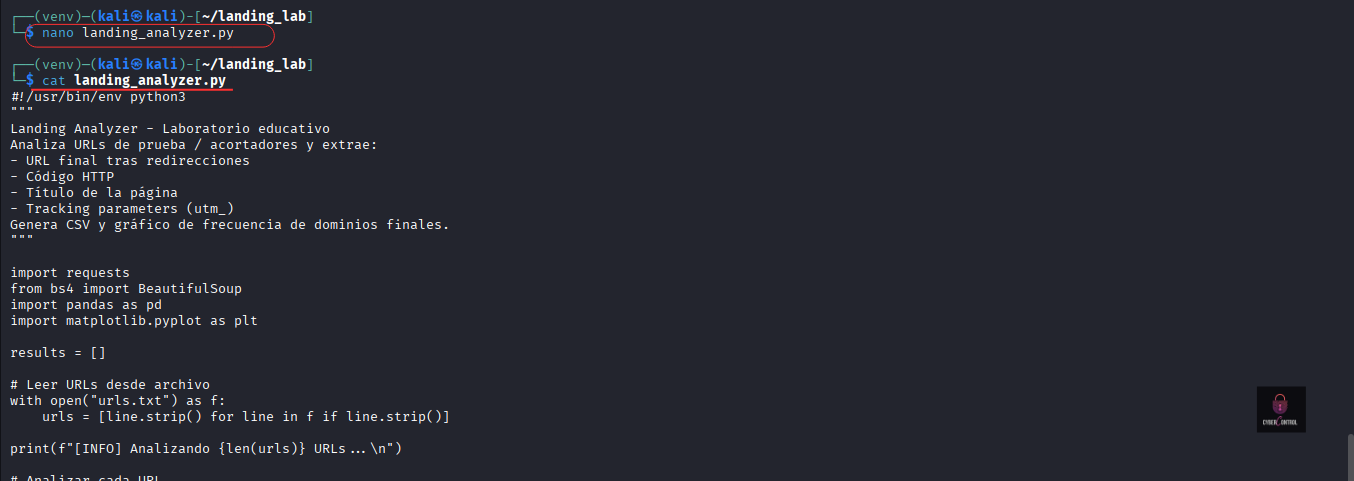 ┌──(venv)─(kali㉿kali)-[~/landing_lab]
└─$ nano landing_analyzer.py
┌──(venv)─(kali㉿kali)-[~/landing_lab]
└─$ cat landing_analyzer.py
#!/usr/bin/env python3
"""
Landing Analyzer - Laboratorio educativo
Analiza URLs de prueba / acortadores y extrae:
- URL final tras redirecciones
- Código HTTP
- Título de la página
- Tracking parameters (utm_)
Genera CSV y gráfico de frecuencia de dominios finales.
"""
import requests
from bs4 import BeautifulSoup
import pandas as pd
import matplotlib.pyplot as plt
results = []
# Leer URLs desde archivo
with open("urls.txt") as f:
    urls = [line.strip() for line in f if line.strip()]
print(f"[INFO] Analizando {len(urls)} URLs...\n")
# Analizar cada URL
CYBERCONTROL